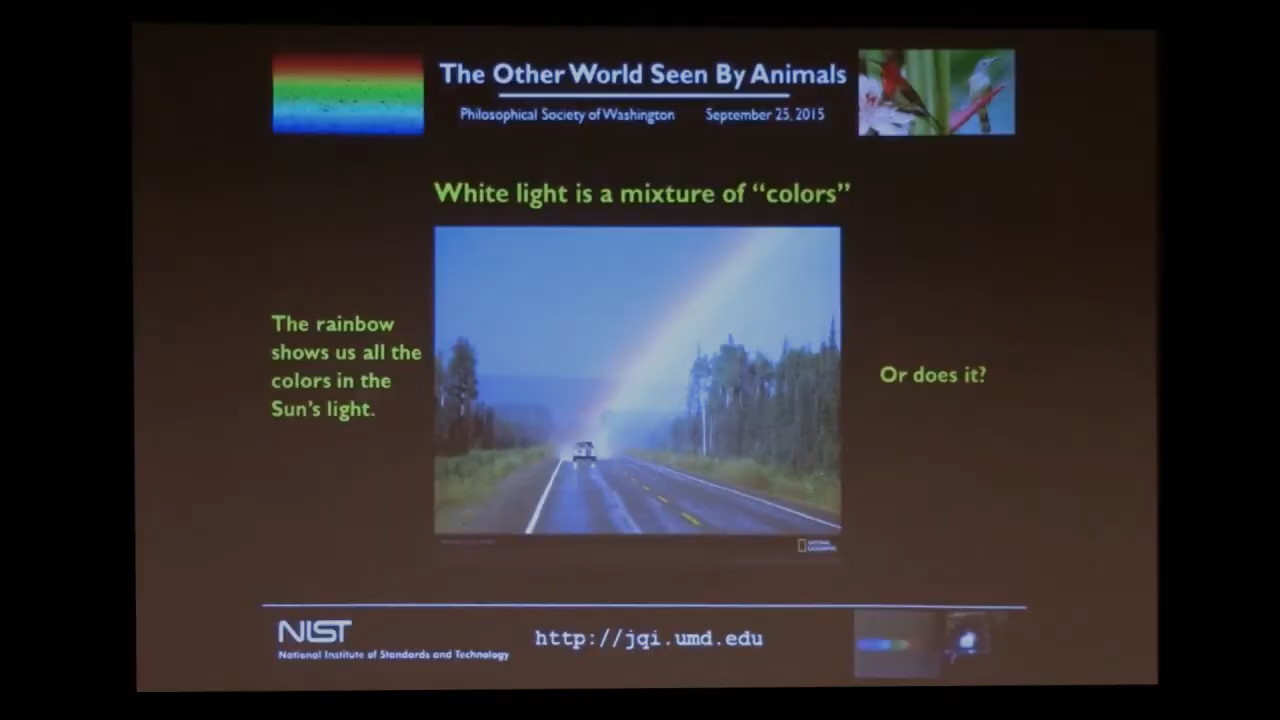 The Other World Seen By Animals
Philosophical Society of Washington September 25, 2015
White light is a mixture of “colors”
The rainbow
shows us all the
colors in the
Sun's light.
Or does it?
NATIONAL
GEOGRAPHIC
NIST
National Institute of Standards and Technology
http://jqi.umd.edu